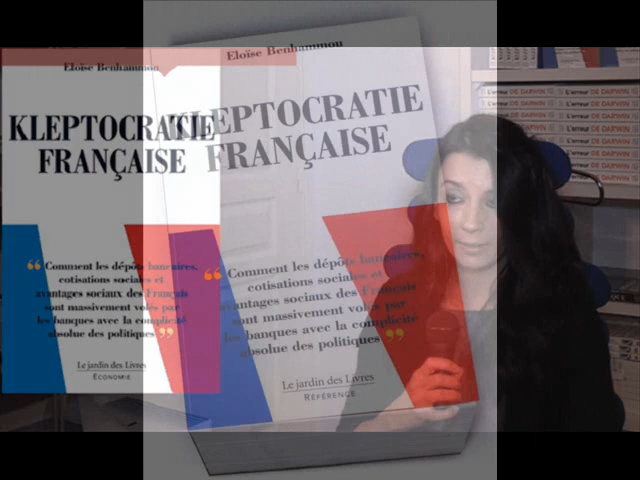 Eloïse Benhammou
KLEPTOCRATIE
FRANÇAISE
“ Comment les dépôts bancaires,
cotisations sociales et
avantages sociaux des Français
sont massivement volés par
les banques avec la complicité
absolue des politiques ”
Le jardin des Livres
ÉCONOMIE
Eloïse Benhammou
KLEPTOCRATIE
FRANÇAISE
“ Comment les dépôts bancaires,
cotisations sociales et
avantages sociaux des Français
sont massivement volés par
les banques avec la complicité
absolue des politiques ”
Le jardin des Livres
RÉFÉRENCE
L'erreur DE DARWIN
L'erreur DE DARWIN
L'erreur DE DARWIN
L'erreur DE DARWIN